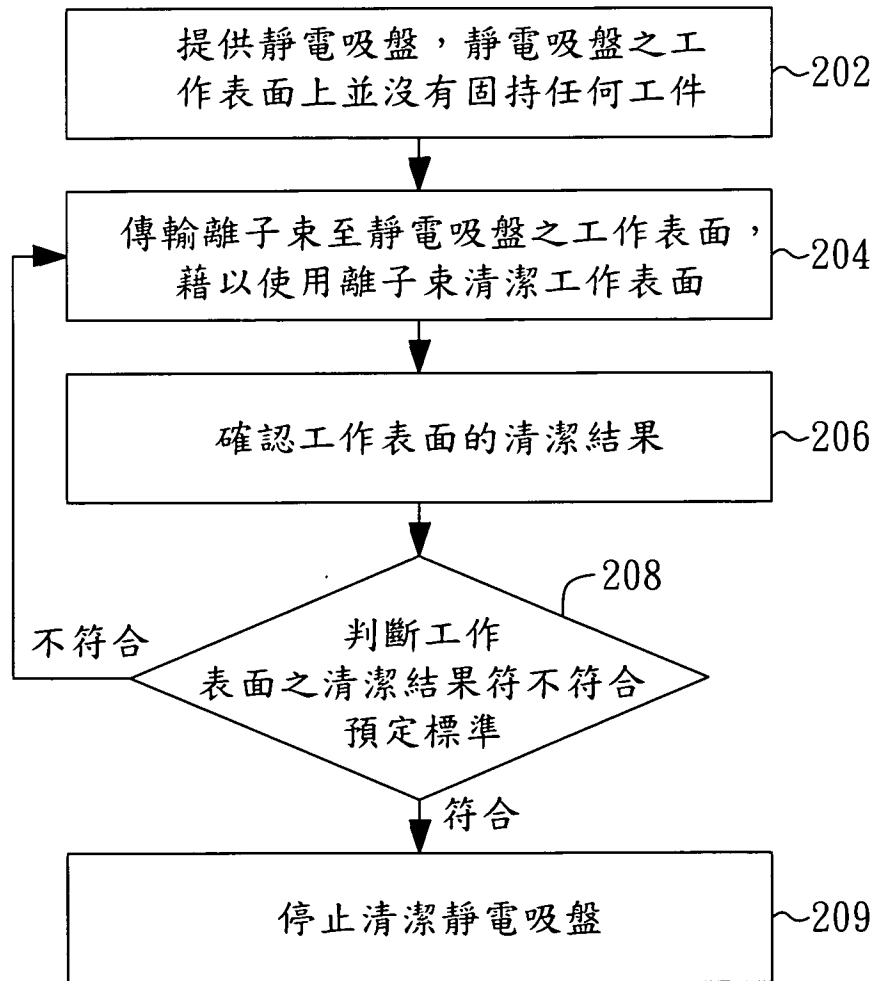 提供靜電吸盤，靜電吸盤之工
作表面上並沒有固持任何工件
202
傳輸離子束至靜電吸盤之工作表面，
藉以使用離子束清潔工作表面
204
確認工作表面的清潔結果
206
208
判斷工作
表面之清潔結果符不符合
預定標準
不符合
符合
停止清潔靜電吸盤
209